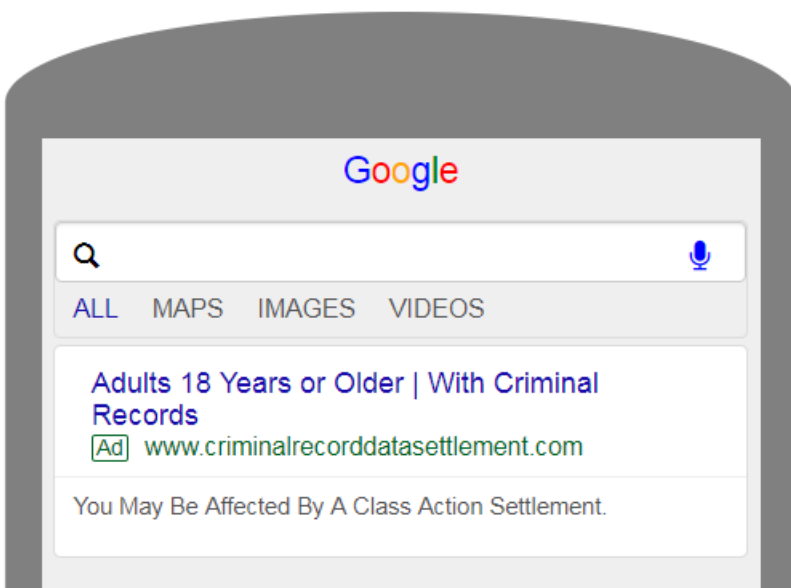 Google
ALL MAPS IMAGES VIDEOS
Adults 18 Years or Older | With Criminal
Records
Ad www.criminalrecorddatasettlement.com
You May Be Affected By A Class Action Settlement.